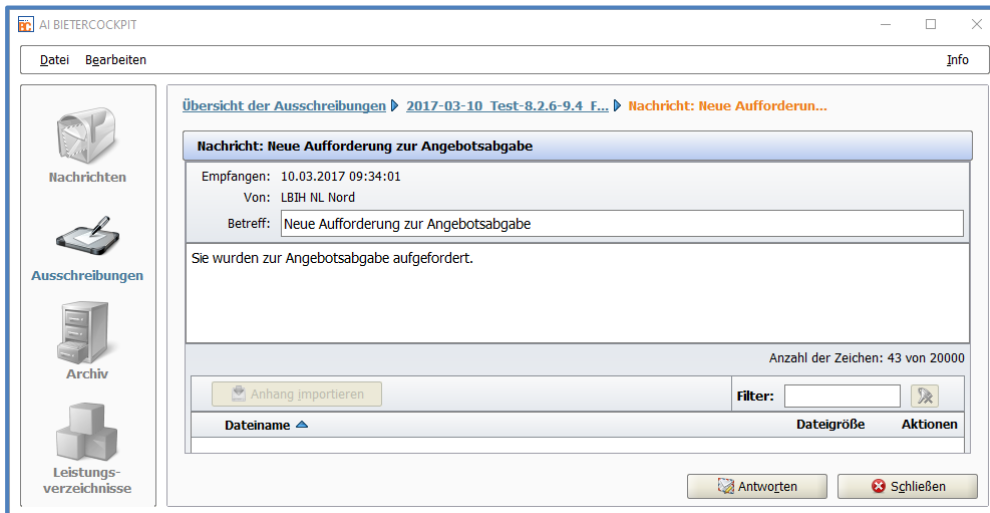 AI BIETERCOCKPIT
Datei Bearbeiten Info
Übersicht der Ausschreibungen 2017-03-10_Test-8.2.6-9.4_F... Nachricht: Neue Aufforderun...
Nachrichten
Ausschreibungen
Archiv
Leistungs-
verzeichnisse
Nachricht: Neue Aufforderung zur Angebotsabgabe
Empfangen: 10.03.2017 09:34:01
Von: LBIH NL Nord
Betreff: Neue Aufforderung zur Angebotsabgabe
Sie wurden zur Angebotsabgabe aufgefordert.
Anzahl der Zeichen: 43 von 20000
Anhang importieren Filter:
Dateiname Dateigröße Aktionen
Antworten Schließen